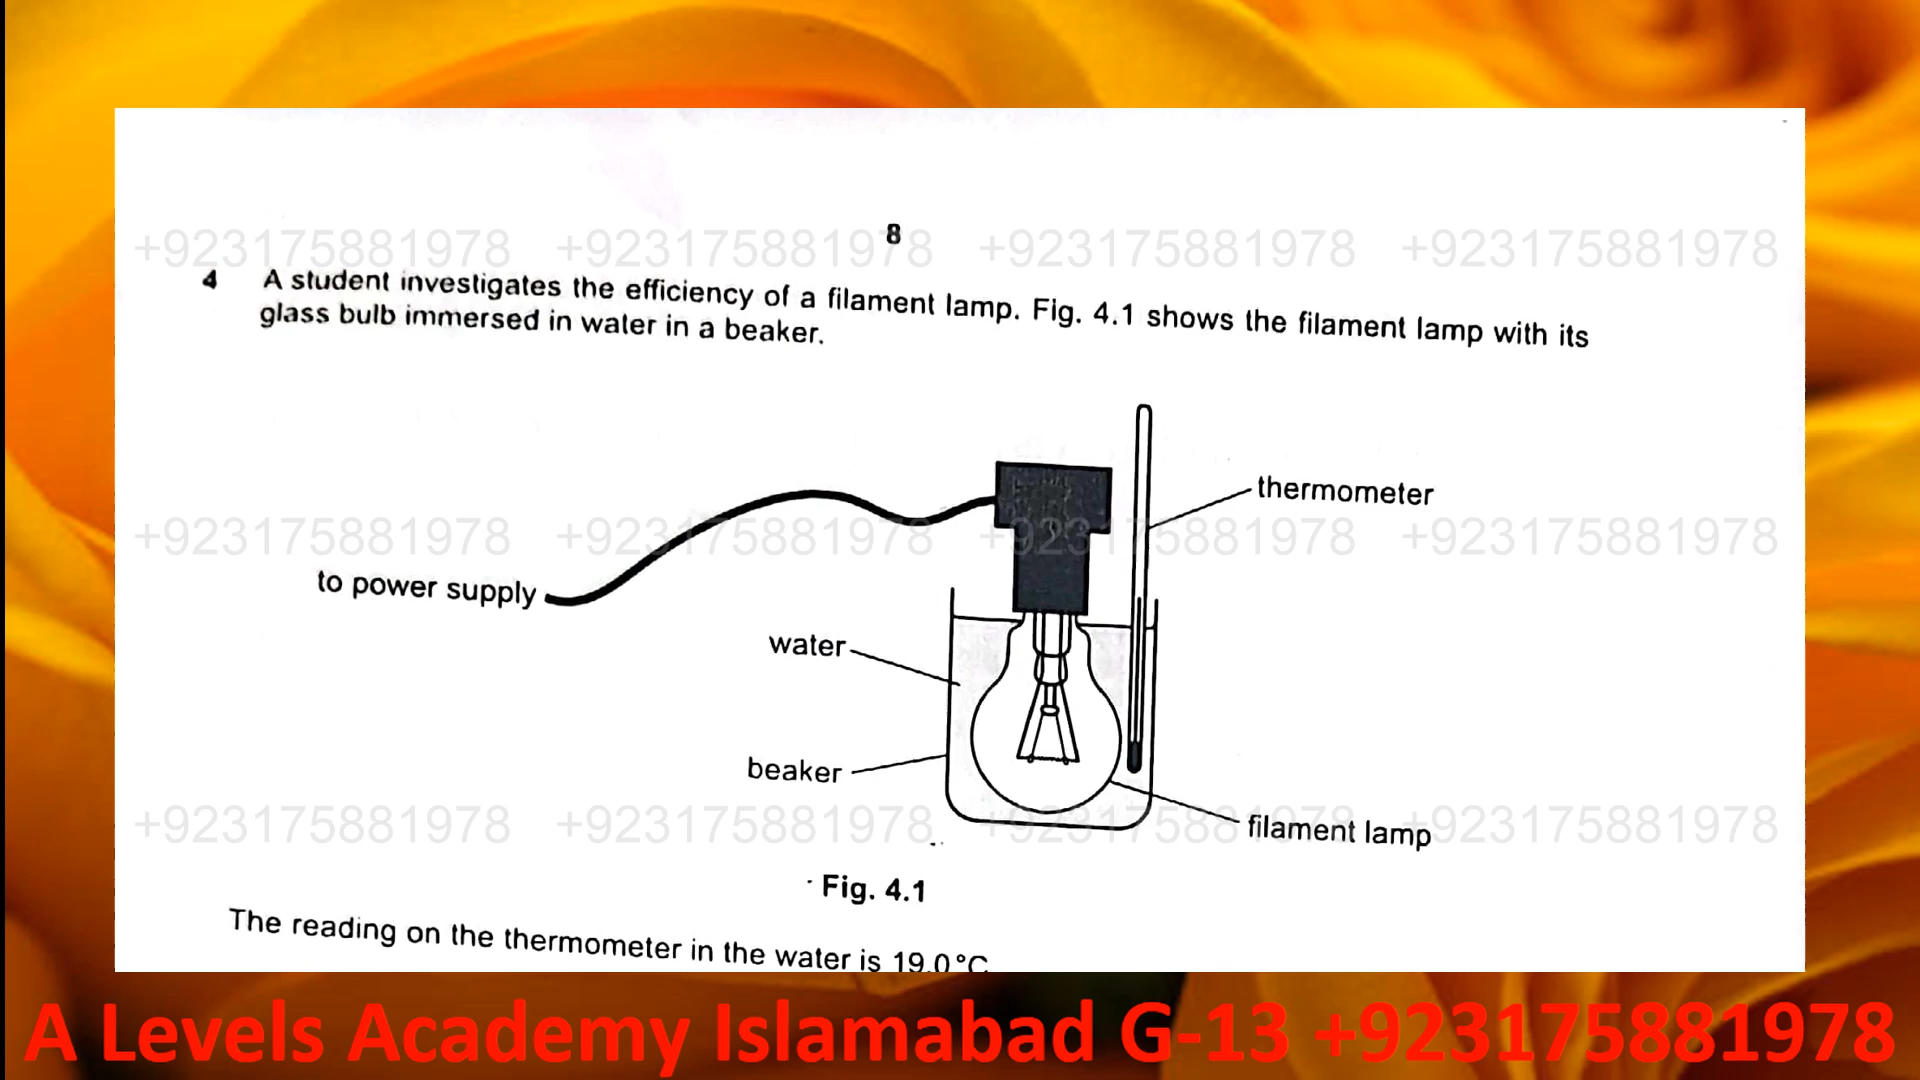 8
+923175881978 +923175881978 +923175881978 +923175881978
4 A student investigates the efficiency of a filament lamp. Fig. 4.1 shows the filament lamp with its
glass bulb immersed in water in a beaker.
thermometer
+923175881978 +923175881978 +923175881978 +923175881978
to power supply
water
beaker
+923175881978 +923175881978 +923175881978 +923175881978
filament lamp
Fig. 4.1
The reading on the thermometer in the water is 19.0°C
A Levels Academy Islamabad G-13 +923175881978